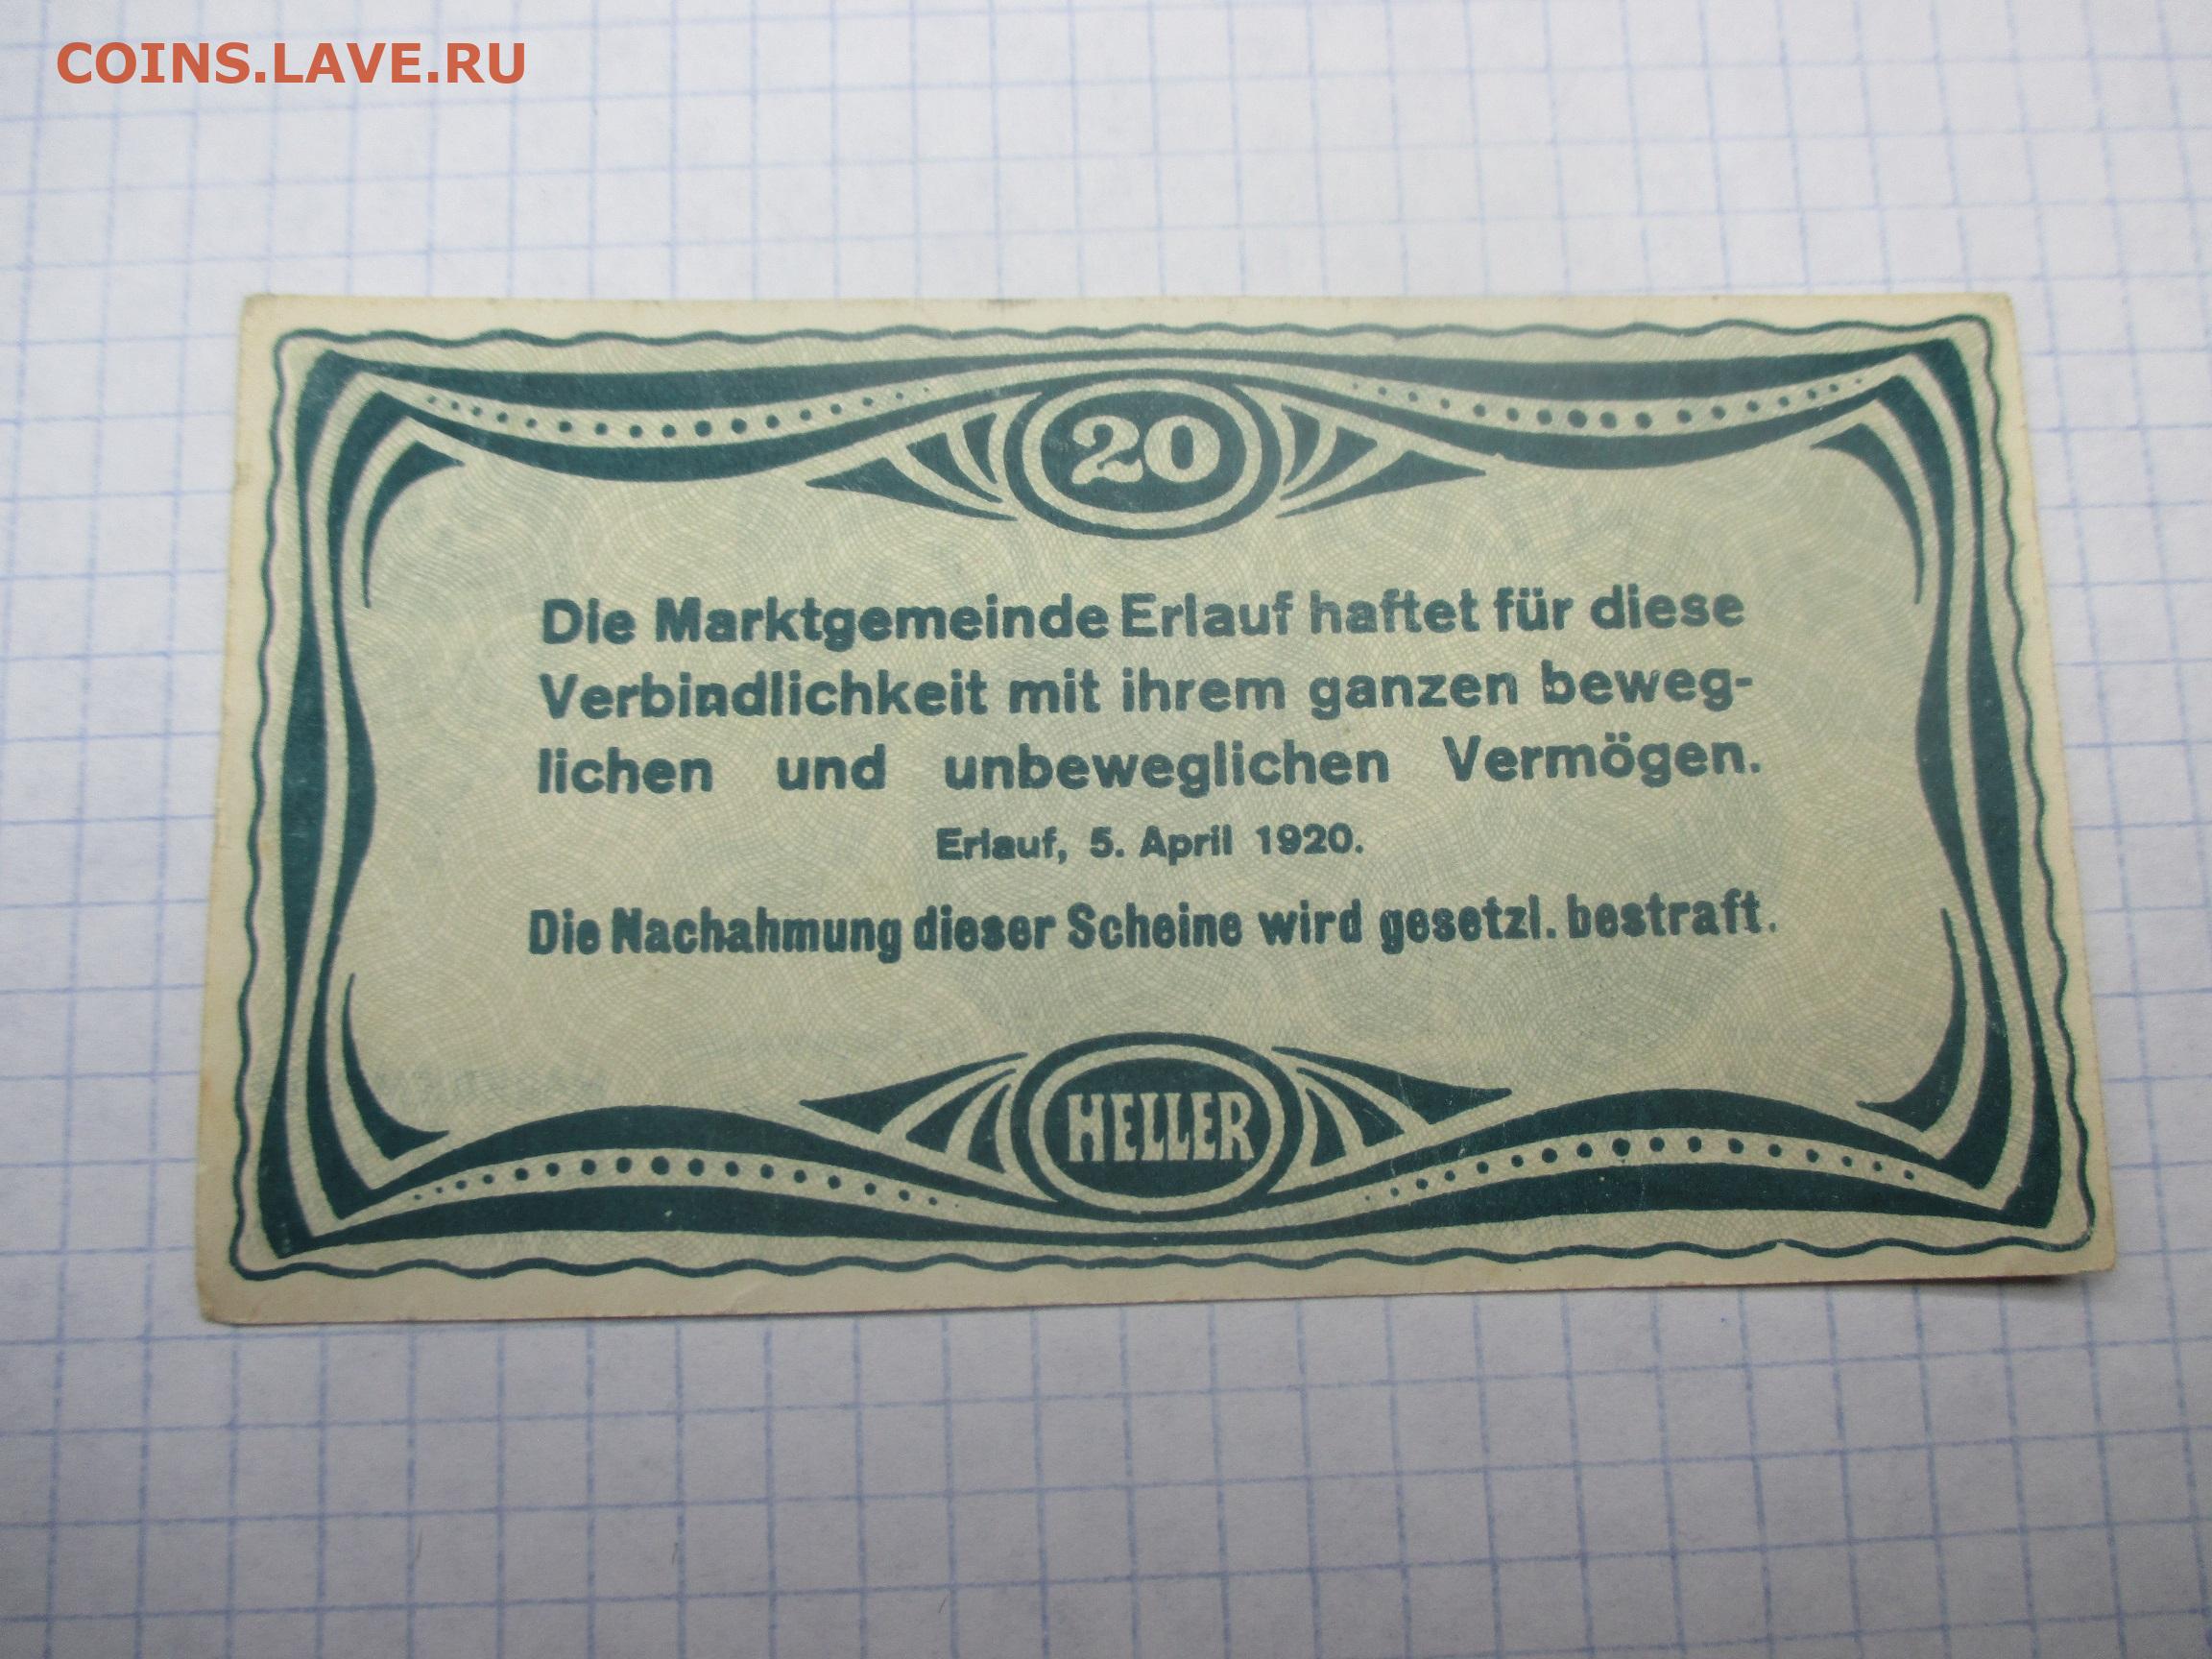 COINS.LAVE.RU
20
Die Marktgemeinde Erlauf haftet für diese
Verbindlichkeit mit ihrem ganzen beweg-
lichen und unbeweglichen Vermögen.
Erlauf, 5. April 1920.
Die Nachahmung dieser Scheine wird gesetzl. bestraft.
HELLER